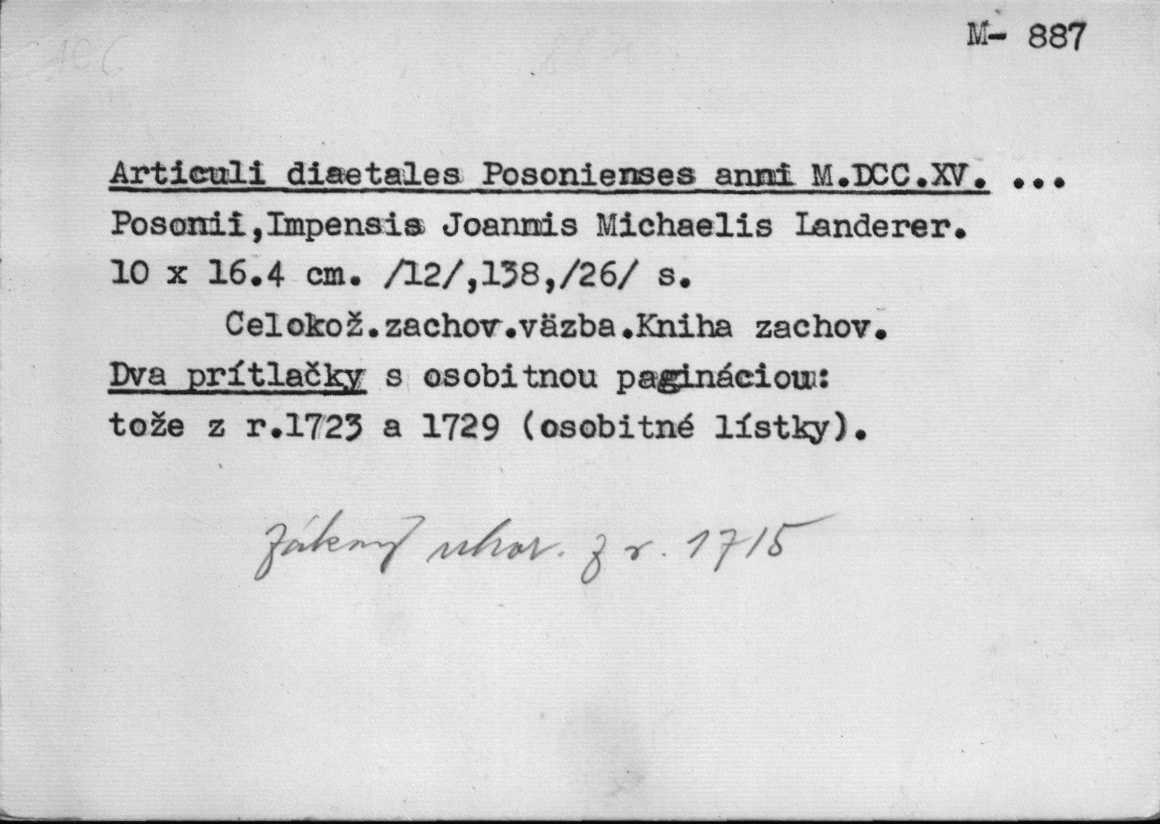 M- 887
Articuli diaetales Posonienses anni M.DCC.XV. ...
Posonii,Impensis Joannis Michaelis Landerer.
10 x 16.4 cm. /12/,138,/26/ s.
Celokož.zachov.väzba.Kniha zachov.
Dva prítlačky s osobitnou pagináciou:
tože z r.1723 a 1729 (osobitné lístky).
zákony uhor. z r. 1715